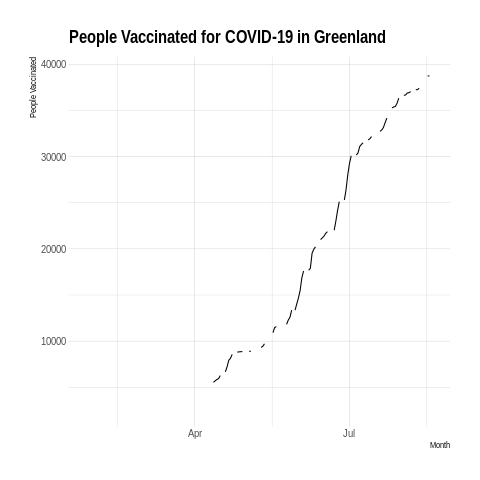 People Vaccinated for COVID-19 in Greenland
People Vaccinated
40000
30000
20000
10000
Apr
Jul
Month